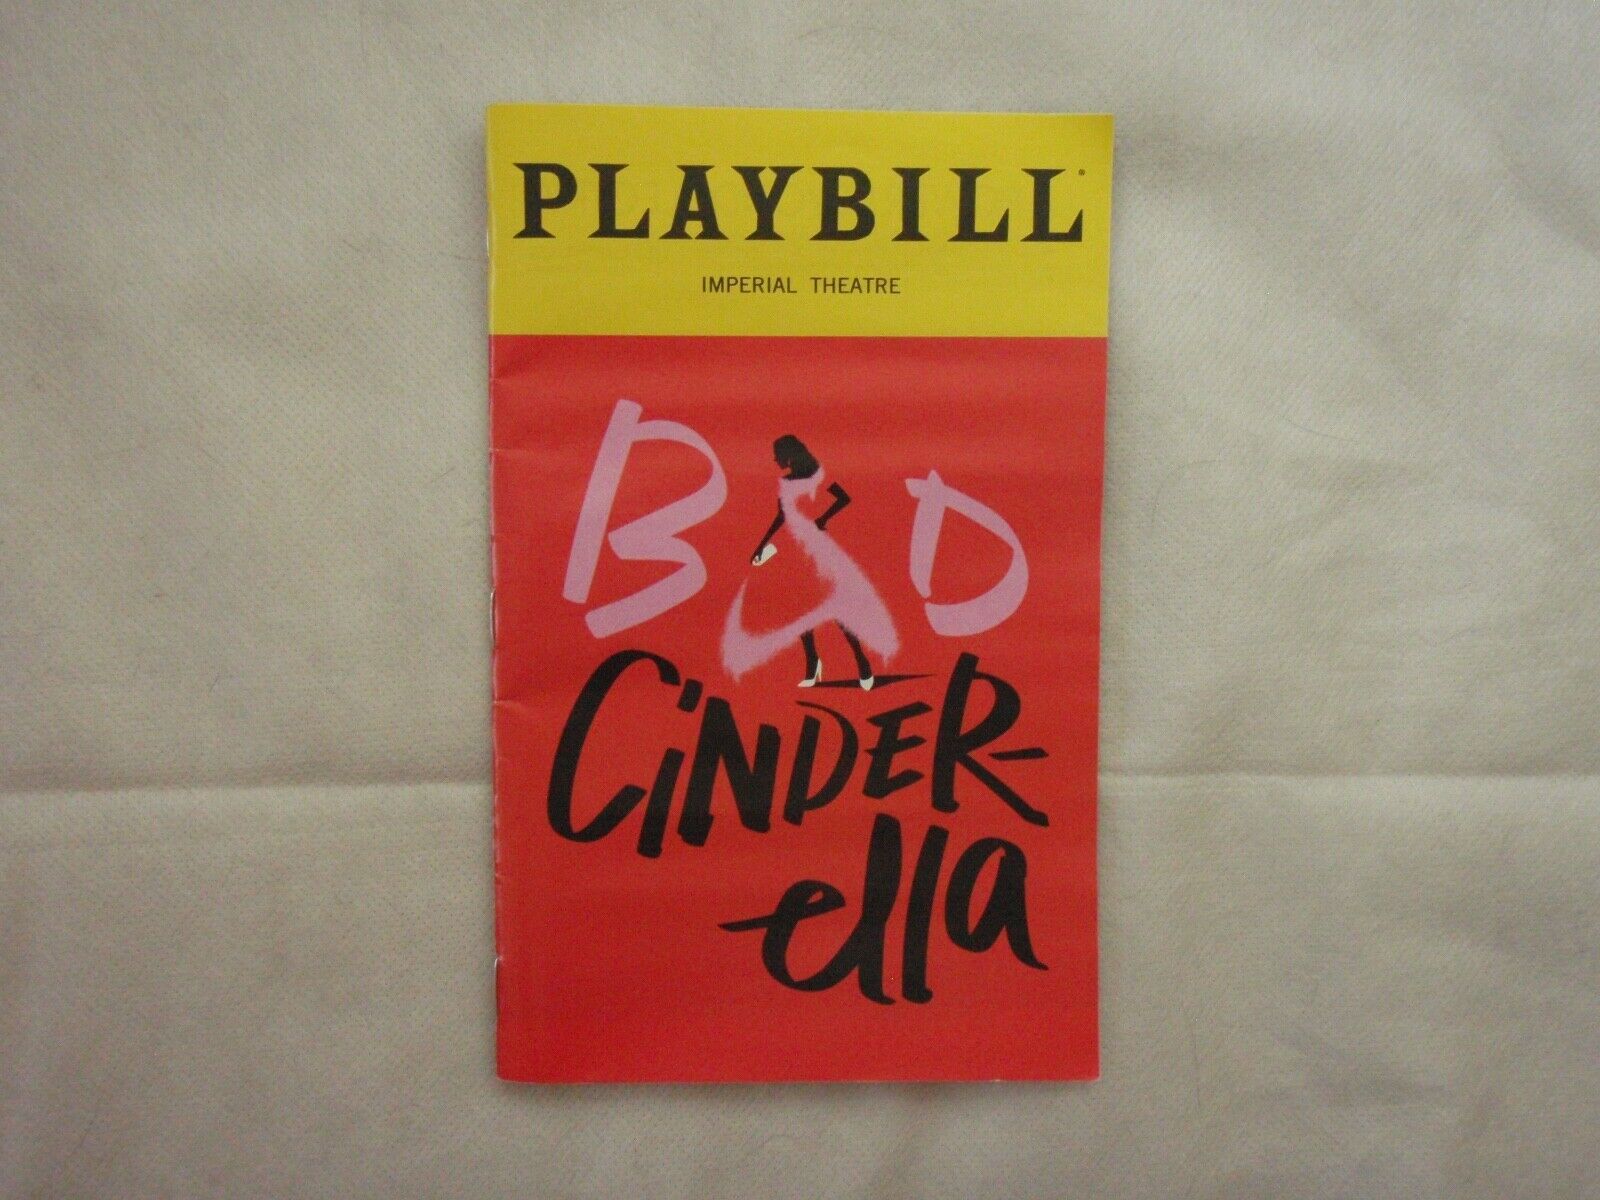 PLAYBILL®
IMPERIAL THEATRE
BAD
CiNDER-
ella